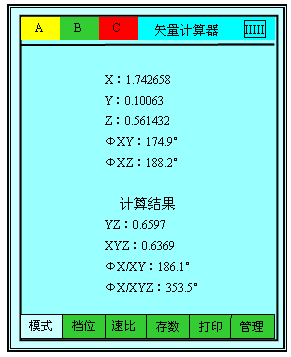 A B C 矢量计算器
X：1.742658
Y：0.10063
Z：0.561432
ΦXY：174.9°
ΦXZ：188.2°
计算结果
YZ：0.6597
XYZ：0.6369
ΦX/XY：186.1°
ΦX/XYZ：353.5°
模式 档位 速比 存数 打印 管理